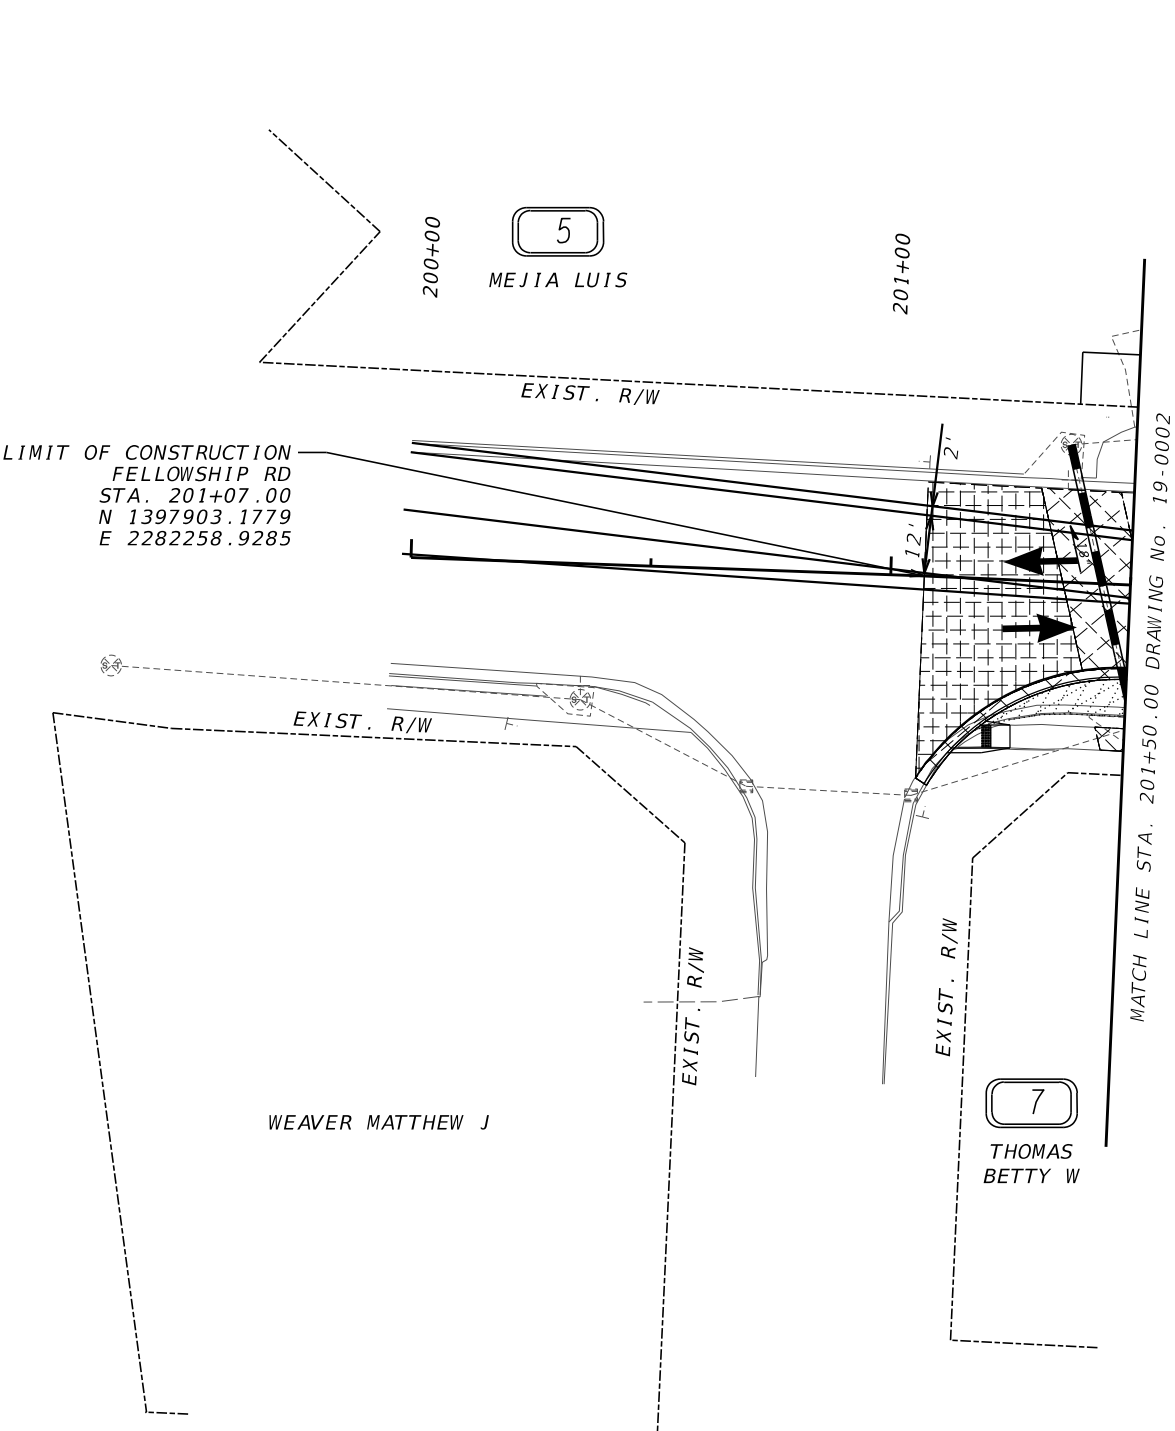 5
MEJIA LUIS
200+00
201+00
EXIST. R/W
LIMIT OF CONSTRUCTION
FELLOWSHIP RD
STA. 201+07.00
N 1397903.1779
E 2282258.9285
2'
12'
18"
EXIST. R/W
EXIST. R/W
EXIST. R/W
MATCH LINE STA. 201+50.00 DRAWING No. 19-0002
WEAVER MATTHEW J
7
THOMAS
BETTY W